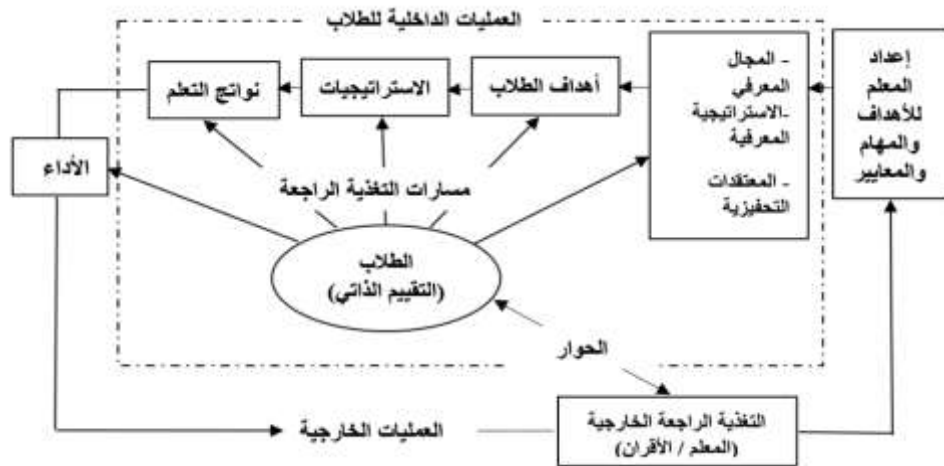 العمليات الداخلية للطلاب
إعداد
المعلم
للأهداف
والمهام
والمعايير
- المجال
المعرفي
-الاستراتيجية
المعرفية
- المعتقدات
التحفيزية
أهداف الطلاب
الاستراتيجيات
نواتج التعلم
الأداء
مسارات التغذية الراجعة
الطلاب
(التقييم الذاتي)
الحوار
التغذية الراجعة الخارجية
(المعلم / الأقران)
العمليات الخارجية